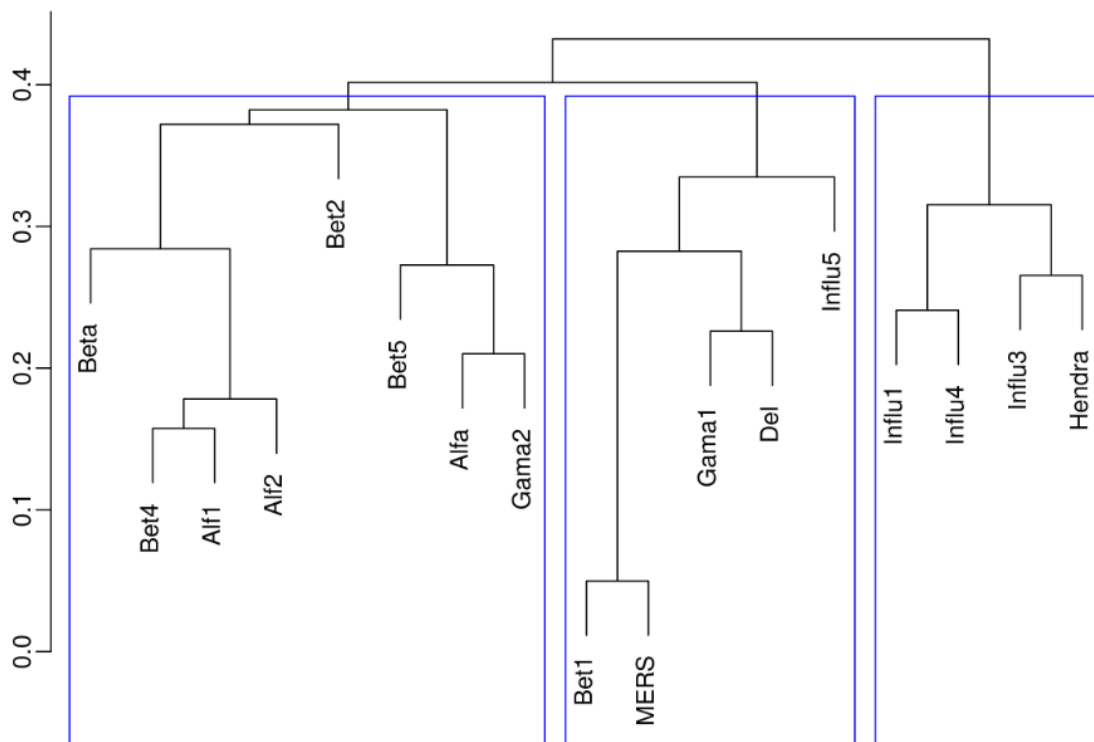 0.4
0.3
0.2
0.1
0.0
Beta
Bet4
Alf1
Alf2
Bet2
Bet5
Alfa
Gama2
Bet1
MERS
Gama1
Del
Influ5
Influ1
Influ4
Influ3
Hendra